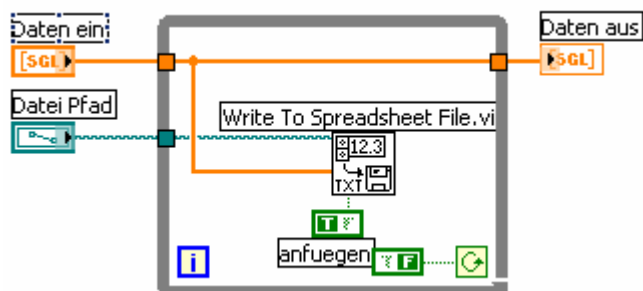 Daten ein
[SGL]
Daten aus
[SGL]
Datei Pfad
Write To Spreadsheet File.vi
12.3
TXT
T
anfuegen
F
i